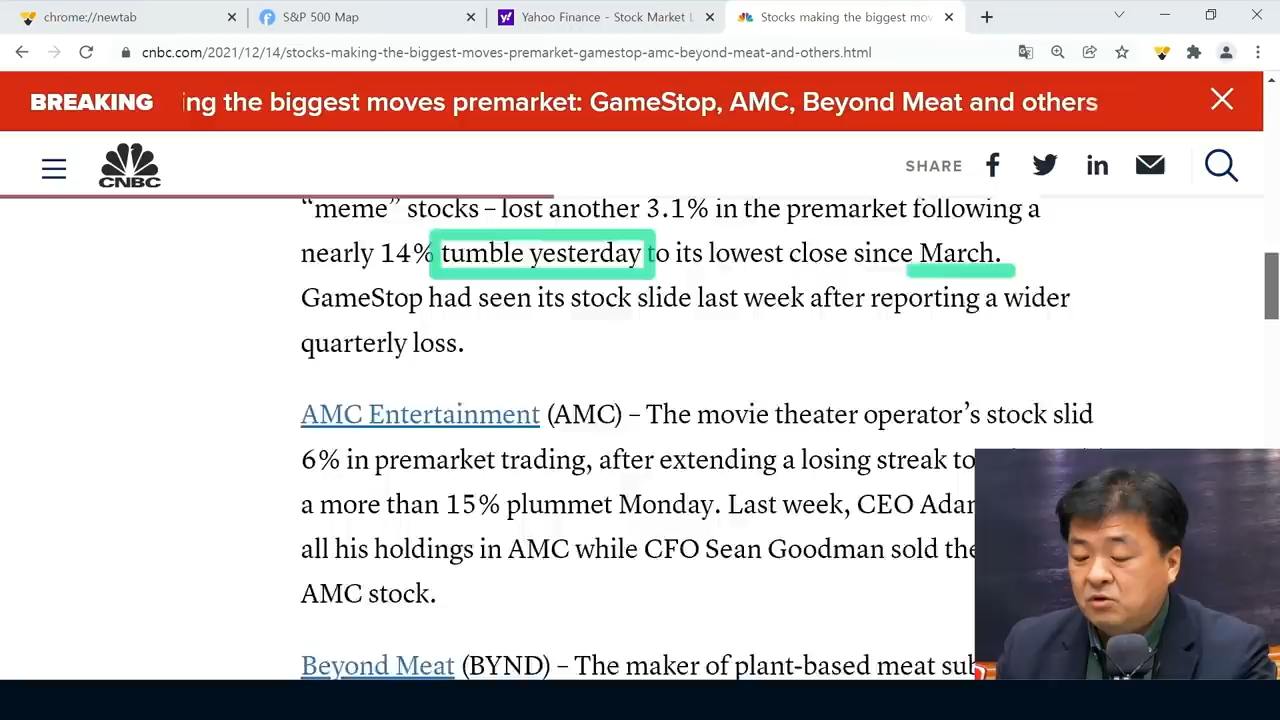 chrome://newtab
S&P 500 Map
Yahoo Finance - Stock Market L
Stocks making the biggest mov
cnbc.com/2021/12/14/stocks-making-the-biggest-moves-premarket-gamestop-amc-beyond-meat-and-others.html
BREAKING ing the biggest moves premarket: GameStop, AMC, Beyond Meat and others
CNBC
SHARE
“meme” stocks – lost another 3.1% in the premarket following a
nearly 14% tumble yesterday to its lowest close since March.
GameStop had seen its stock slide last week after reporting a wider
quarterly loss.
AMC Entertainment (AMC) – The movie theater operator’s stock slid
6% in premarket trading, after extending a losing streak to
a more than 15% plummet Monday. Last week, CEO Adam
all his holdings in AMC while CFO Sean Goodman sold the
AMC stock.
Beyond Meat (BYND) – The maker of plant-based meat sub